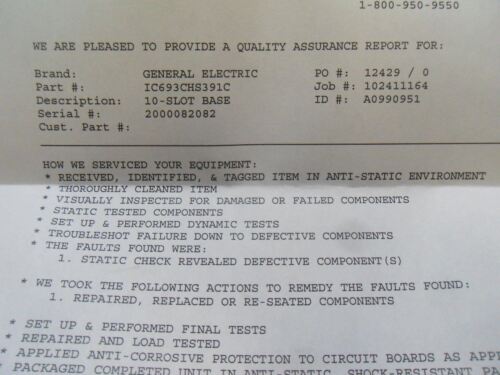 1-800-950-9550
WE ARE PLEASED TO PROVIDE A QUALITY ASSURANCE REPORT FOR:
Brand: GENERAL ELECTRIC PO #: 12429 / 0
Part #: IC693CHS391C Job #: 102411164
Description: 10-SLOT BASE ID #: A0990951
Serial #: 2000082082
Cust. Part #:
HOW WE SERVICED YOUR EQUIPMENT:
* RECEIVED, IDENTIFIED, & TAGGED ITEM IN ANTI-STATIC ENVIRONMENT
* THOROUGHLY CLEANED ITEM
* VISUALLY INSPECTED FOR DAMAGED OR FAILED COMPONENTS
* STATIC TESTED COMPONENTS
* SET UP & PERFORMED DYNAMIC TESTS
* TROUBLESHOOT FAILURE DOWN TO DEFECTIVE COMPONENTS
* THE FAULTS FOUND WERE:
1. STATIC CHECK REVEALED DEFECTIVE COMPONENT(S)
* WE TOOK THE FOLLOWING ACTIONS TO REMEDY THE FAULTS FOUND:
1. REPAIRED, REPLACED OR RE-SEATED COMPONENTS
* SET UP & PERFORMED FINAL TESTS
* REPAIRED AND LOAD TESTED
* APPLIED ANTI-CORROSIVE PROTECTION TO CIRCUIT BOARDS AS
* PACKAGED COMPLETED UNIT IN ANTI-STATIC, SHOCK-RESISTANT